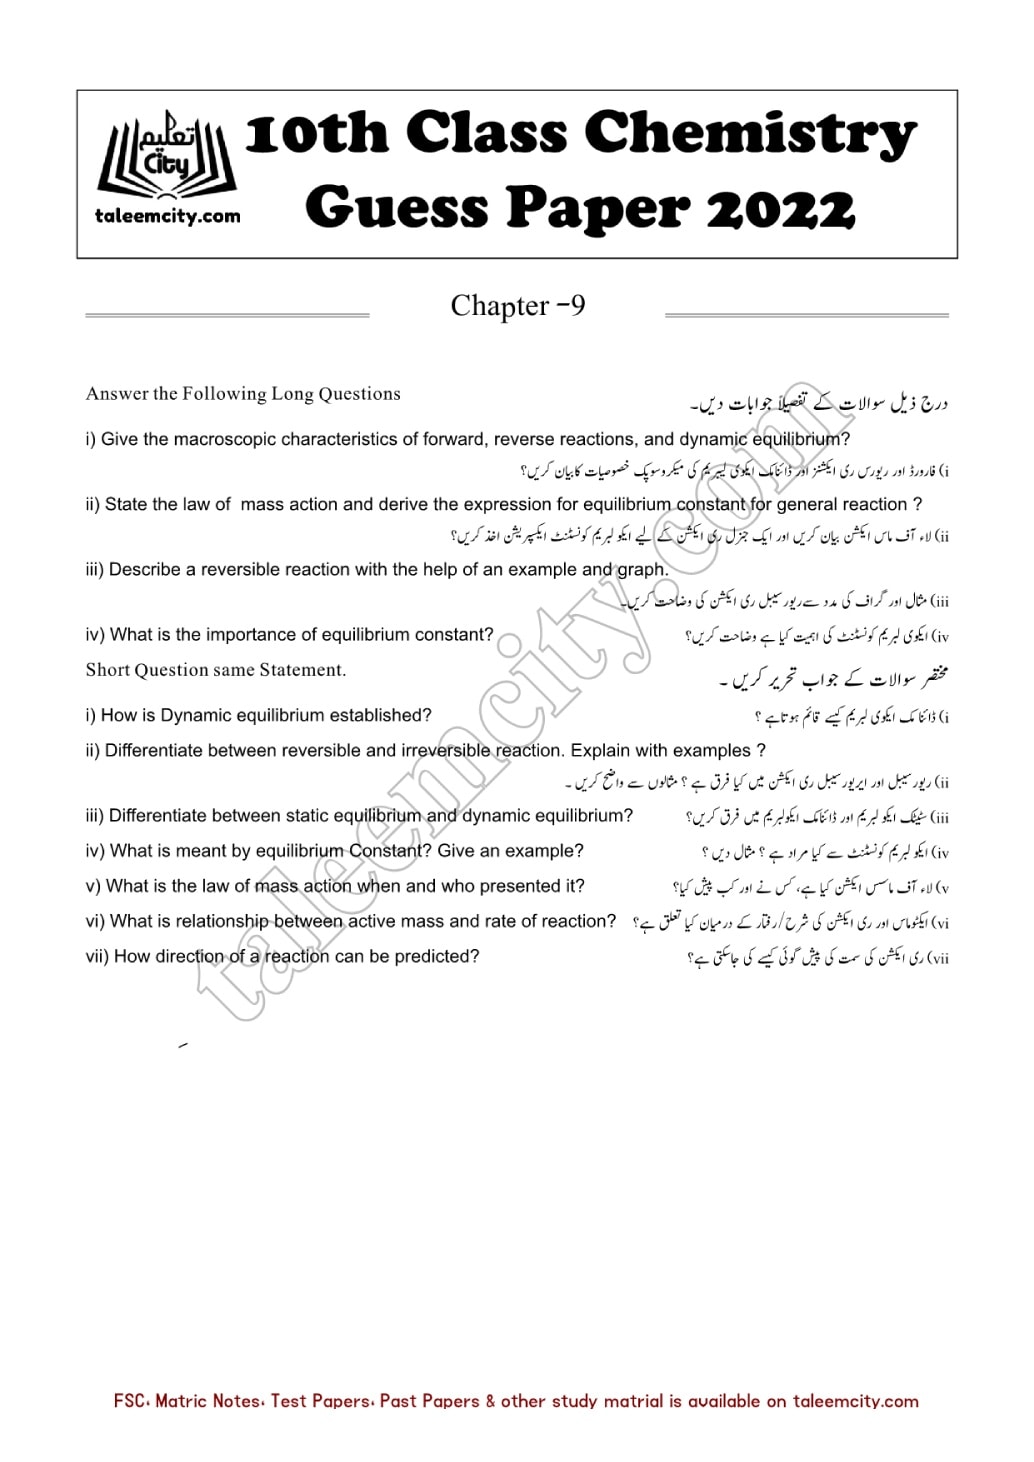 تعلیم
City
taleemcity.com
10th Class Chemistry
Guess Paper 2022
Chapter -9
Answer the Following Long Questions
درج ذیل سوالات کے تفصیلاً جوابات دیں۔
i) Give the macroscopic characteristics of forward, reverse reactions, and dynamic equilibrium?
i) فارورڈ اور ریورس ری ایکشنز اور ڈائنامک ایکوی لیبریم کی میکروسوپک خصوصیات کا بیان کریں؟
ii) State the law of mass action and derive the expression for equilibrium constant for general reaction ?
ii) لاء آف ماس ایکشن بیان کریں اور ایک جنرل ری ایکشن کے لیے ایکو لبریم کونسٹنٹ ایکسپریشن اخذ کریں؟
iii) Describe a reversible reaction with the help of an example and graph.
iii) مثال اور گراف کی مدد سے ریورسیبل ری ایکشن کی وضاحت کریں۔
iv) What is the importance of equilibrium constant?
iv) ایکوی لبریم کونسٹنٹ کی اہمیت کیا ہے وضاحت کریں؟
Short Question same Statement.
مختصر سوالات کے جواب تحریر کریں ۔
i) How is Dynamic equilibrium established?
i) ڈائنا مک ایکوی لبریم کیسے قائم ہوتا ہے ؟
ii) Differentiate between reversible and irreversible reaction. Explain with examples ?
ii) ریورسیبل اور ایریورسیبل ری ایکشن میں کیا فرق ہے ؟ مثالوں سے واضح کریں ۔
iii) Differentiate between static equilibrium and dynamic equilibrium?
iii) سٹیٹک ایکو لبریم اور ڈائنامک ایکولبریم میں فرق کریں؟
iv) What is meant by equilibrium Constant? Give an example?
iv) ایکو لبریم کونسٹنٹ سے کیا مراد ہے ؟ مثال دیں ؟
v) What is the law of mass action when and who presented it?
v) لاء آف ماسس ایکشن کیا ہے، کس نے اور کب پیش کیا؟
vi) What is relationship between active mass and rate of reaction?
vi) ایکٹوماس اور ری ایکشن کی شرح/رفتار کے درمیان کیا تعلق ہے؟
vii) How direction of a reaction can be predicted?
vii) ری ایکشن کی سمت کی پیش گوئی کیسے کی جاسکتی ہے؟
taleemcity.com
FSC، Matric Notes، Test Papers، Past Papers & other study matrial is available on taleemcity.com